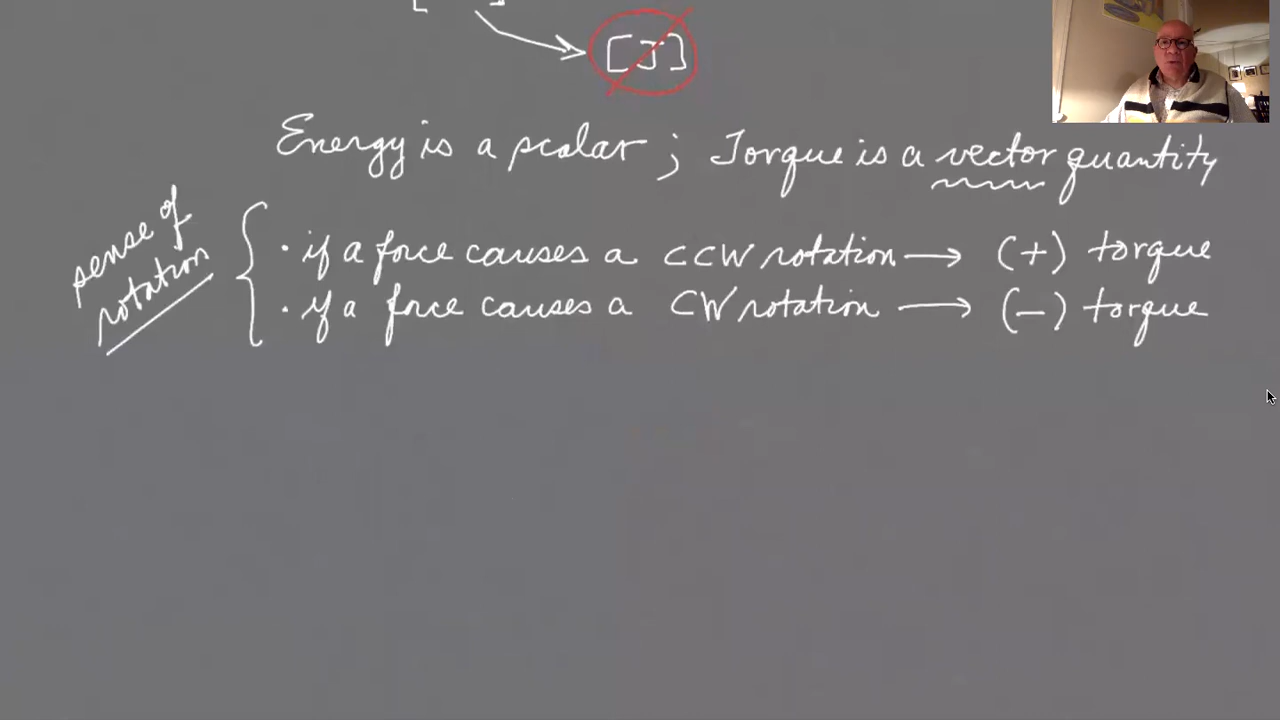 [J]
Energy is a scalar ; Torque is a vector quantity
sense of
rotation
· if a force causes a CCW rotation → (+) torque
· if a force causes a CW rotation → (−) torque